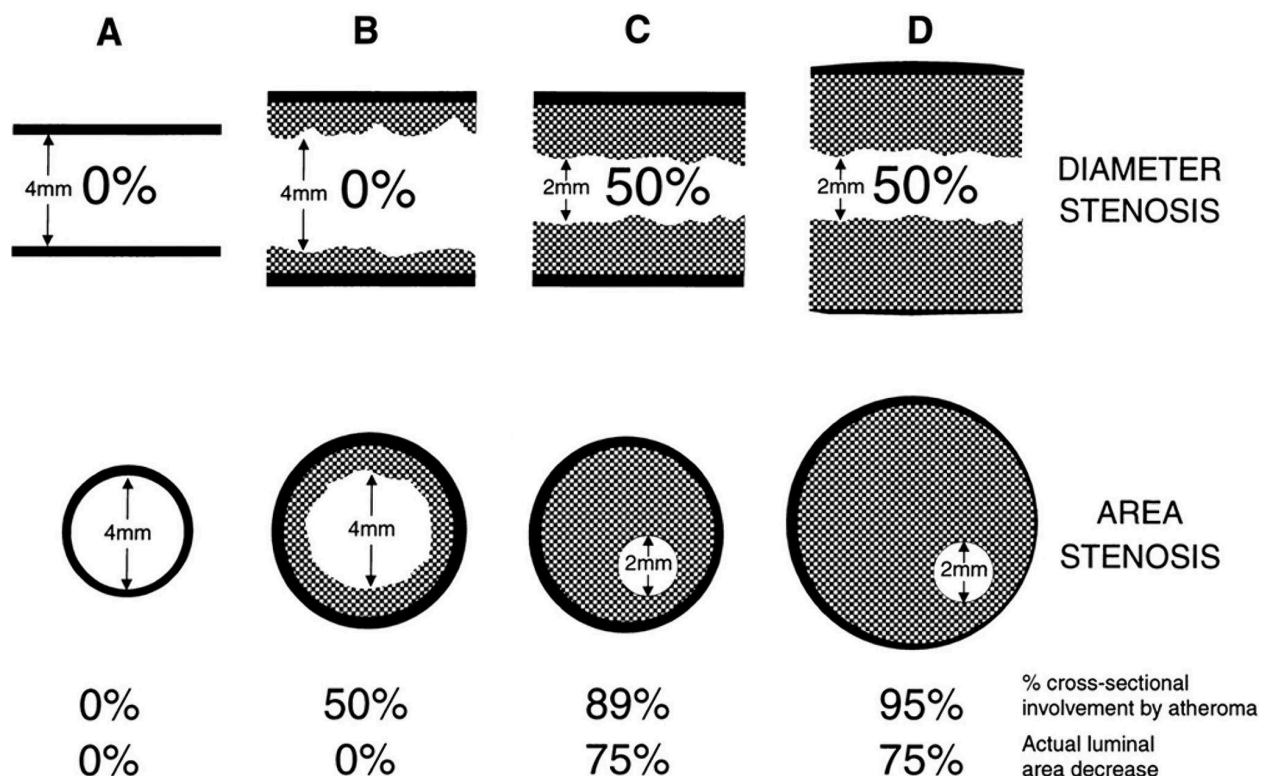 A B C D
4mm 0% 4mm 0% 2mm 50% 2mm 50%
DIAMETER
STENOSIS
4mm 4mm 2mm 2mm
AREA
STENOSIS
0% 50% 89% 95%
% cross-sectional
involvement by atheroma
0% 0% 75% 75%
Actual luminal
area decrease